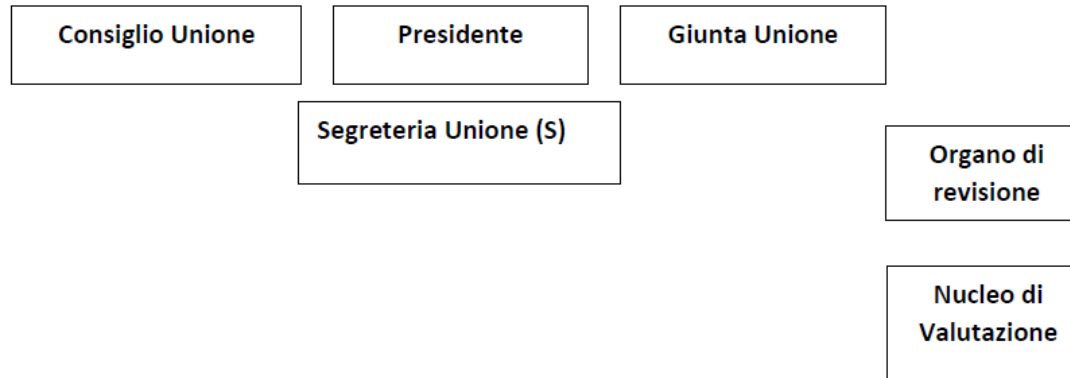 Consiglio Unione
Presidente
Giunta Unione
Segreteria Unione (S)
Organo di
revisione
Nucleo di
Valutazione